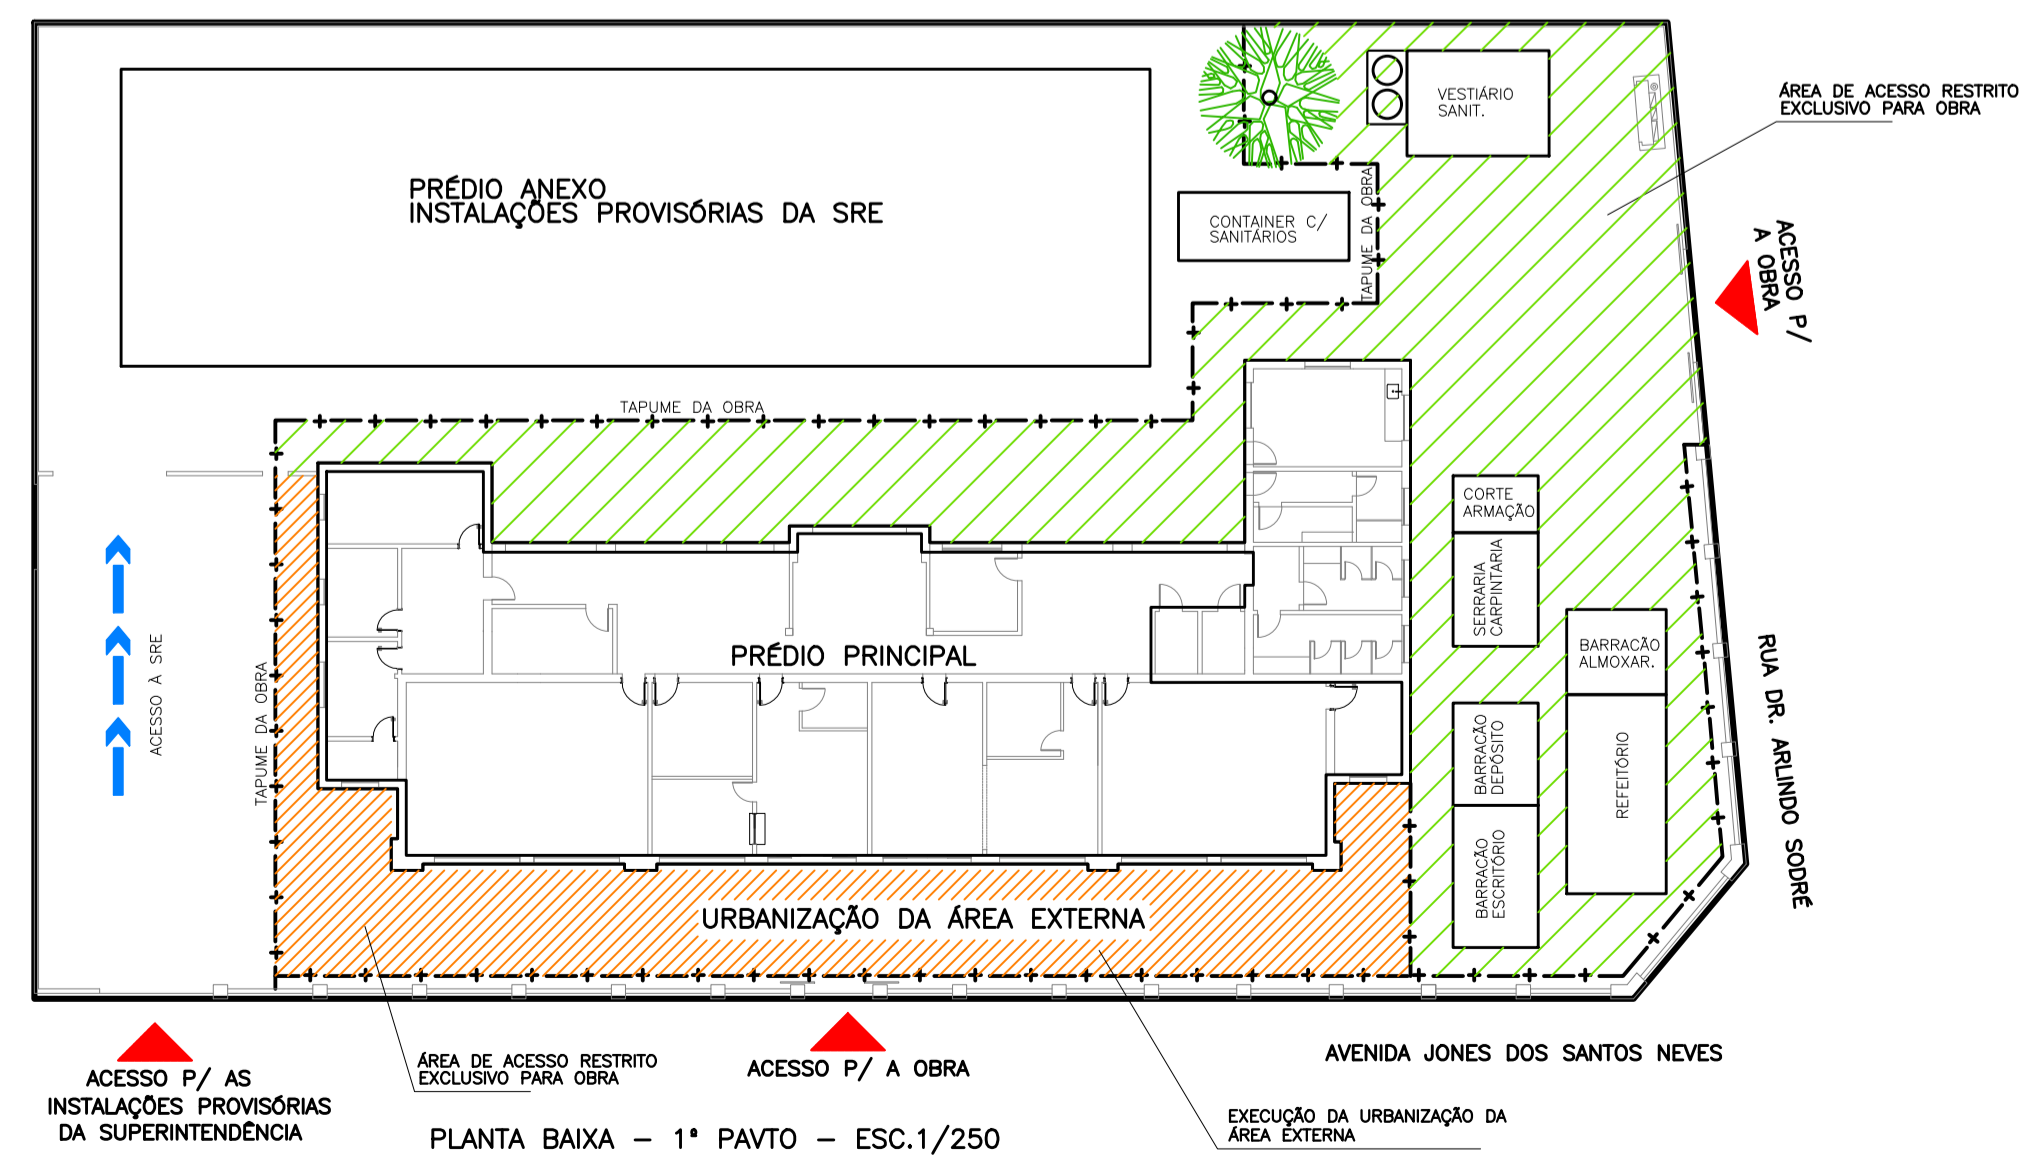 VESTIÁRIO
SANIT.
ÁREA DE ACESSO RESTRITO
EXCLUSIVO PARA OBRA
PRÉDIO ANEXO
INSTALAÇÕES PROVISÓRIAS DA SRE
CONTAINER C/
SANITÁRIOS
TAPUME DA OBRA
ACESSO P/
A OBRA
TAPUME DA OBRA
CORTE
ARMAÇÃO
SERRARIA
CARPINTARIA
BARRACÃO
ALMOXAR.
PRÉDIO PRINCIPAL
ACESSO À SRE
TAPUME DA OBRA
RUA DR. ARLINDO SODRÉ
BARRACÃO
DEPÓSITO
REFEITÓRIO
BARRACÃO
ESCRITÓRIO
URBANIZAÇÃO DA ÁREA EXTERNA
ACESSO P/ AS
INSTALAÇÕES PROVISÓRIAS
DA SUPERINTENDÊNCIA
ÁREA DE ACESSO RESTRITO
EXCLUSIVO PARA OBRA
ACESSO P/ A OBRA
AVENIDA JONES DOS SANTOS NEVES
EXECUÇÃO DA URBANIZAÇÃO DA
ÁREA EXTERNA
PLANTA BAIXA - 1º PAVTO - ESC.1/250